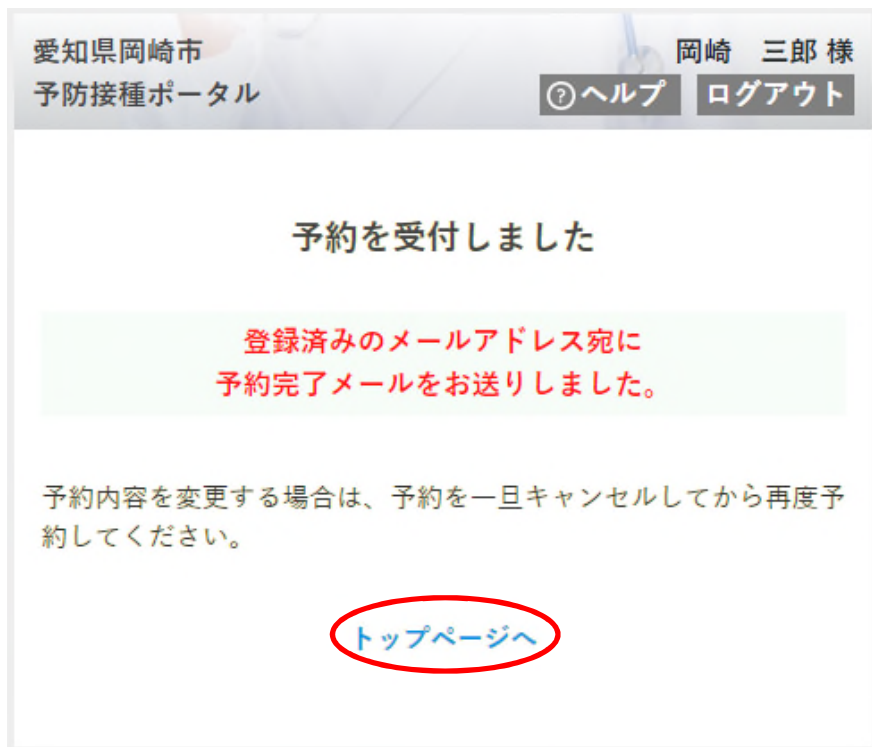 愛知県岡崎市
予防接種ポータル
岡崎　三郎 様
?ヘルプ
ログアウト
予約を受付しました
登録済みのメールアドレス宛に
予約完了メールをお送りしました。
予約内容を変更する場合は、予約を一旦キャンセルしてから再度予
約してください。
トップページへ